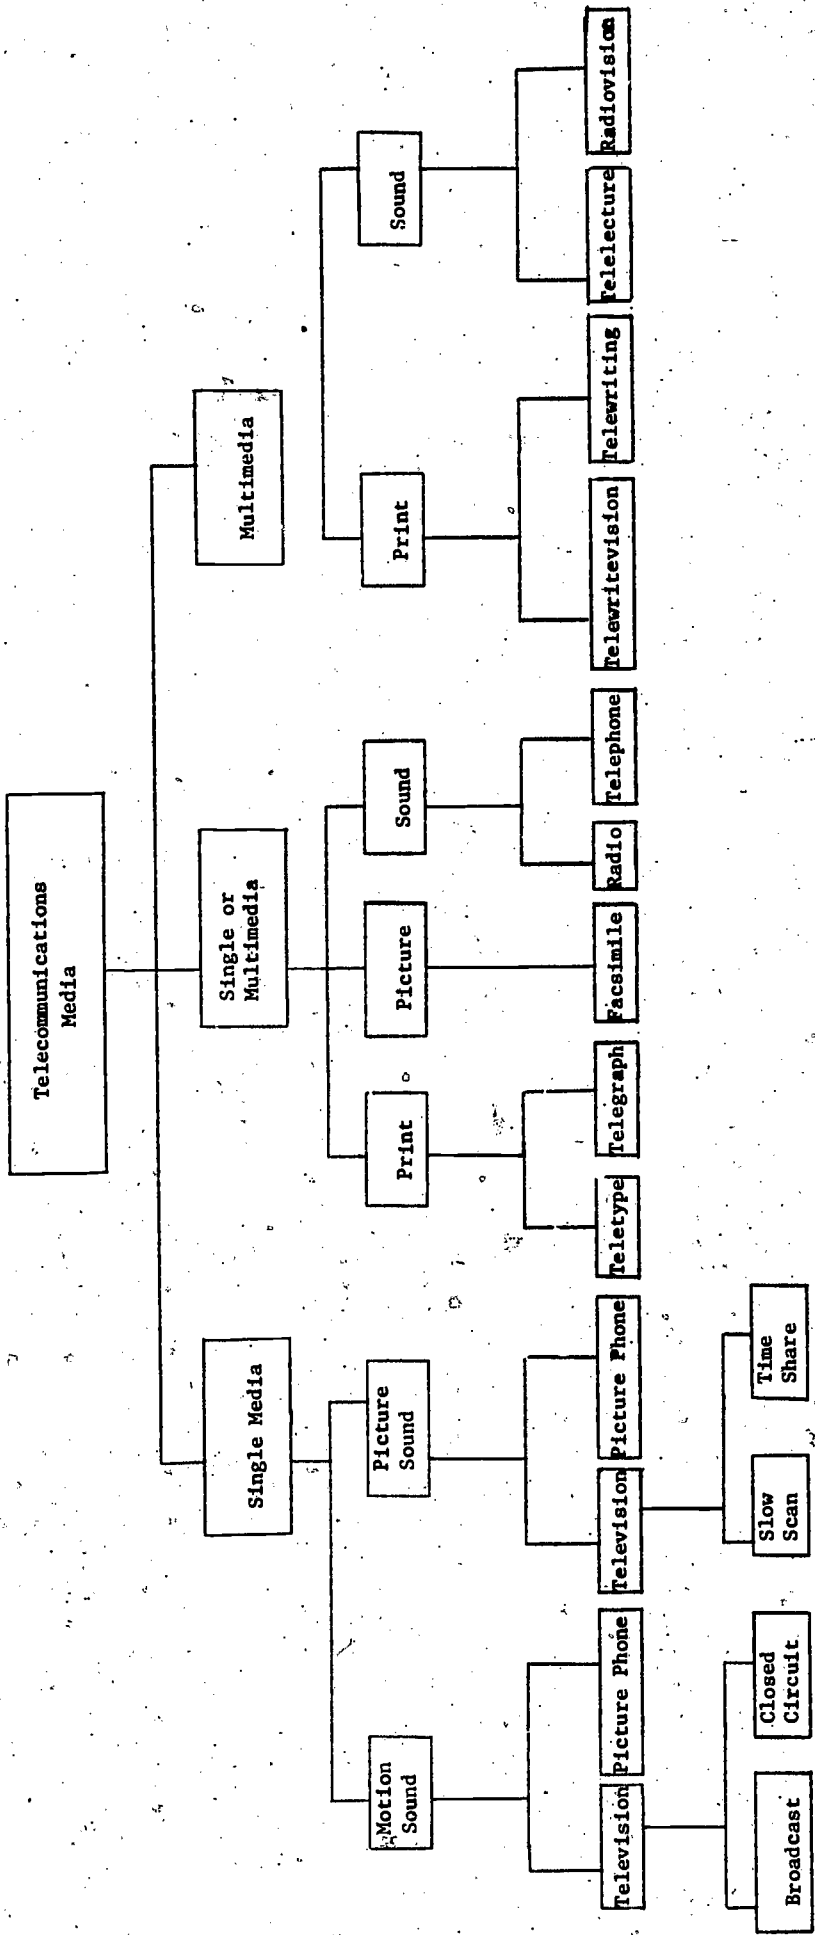 Telecommunications
Media
Single Media
Single or
Multimedia
Multimedia
Motion
Sound
Picture
Sound
Print
Picture
Sound
Print
Sound
Television
Picture Phone
Television
Picture Phone
Teletype
Telegraph
Facsimile
Radio
Telephone
Telewritevision
Telewriting
Telelecture
Radiovision
Broadcast
Closed
Circuit
Slow
Scan
Time
Share